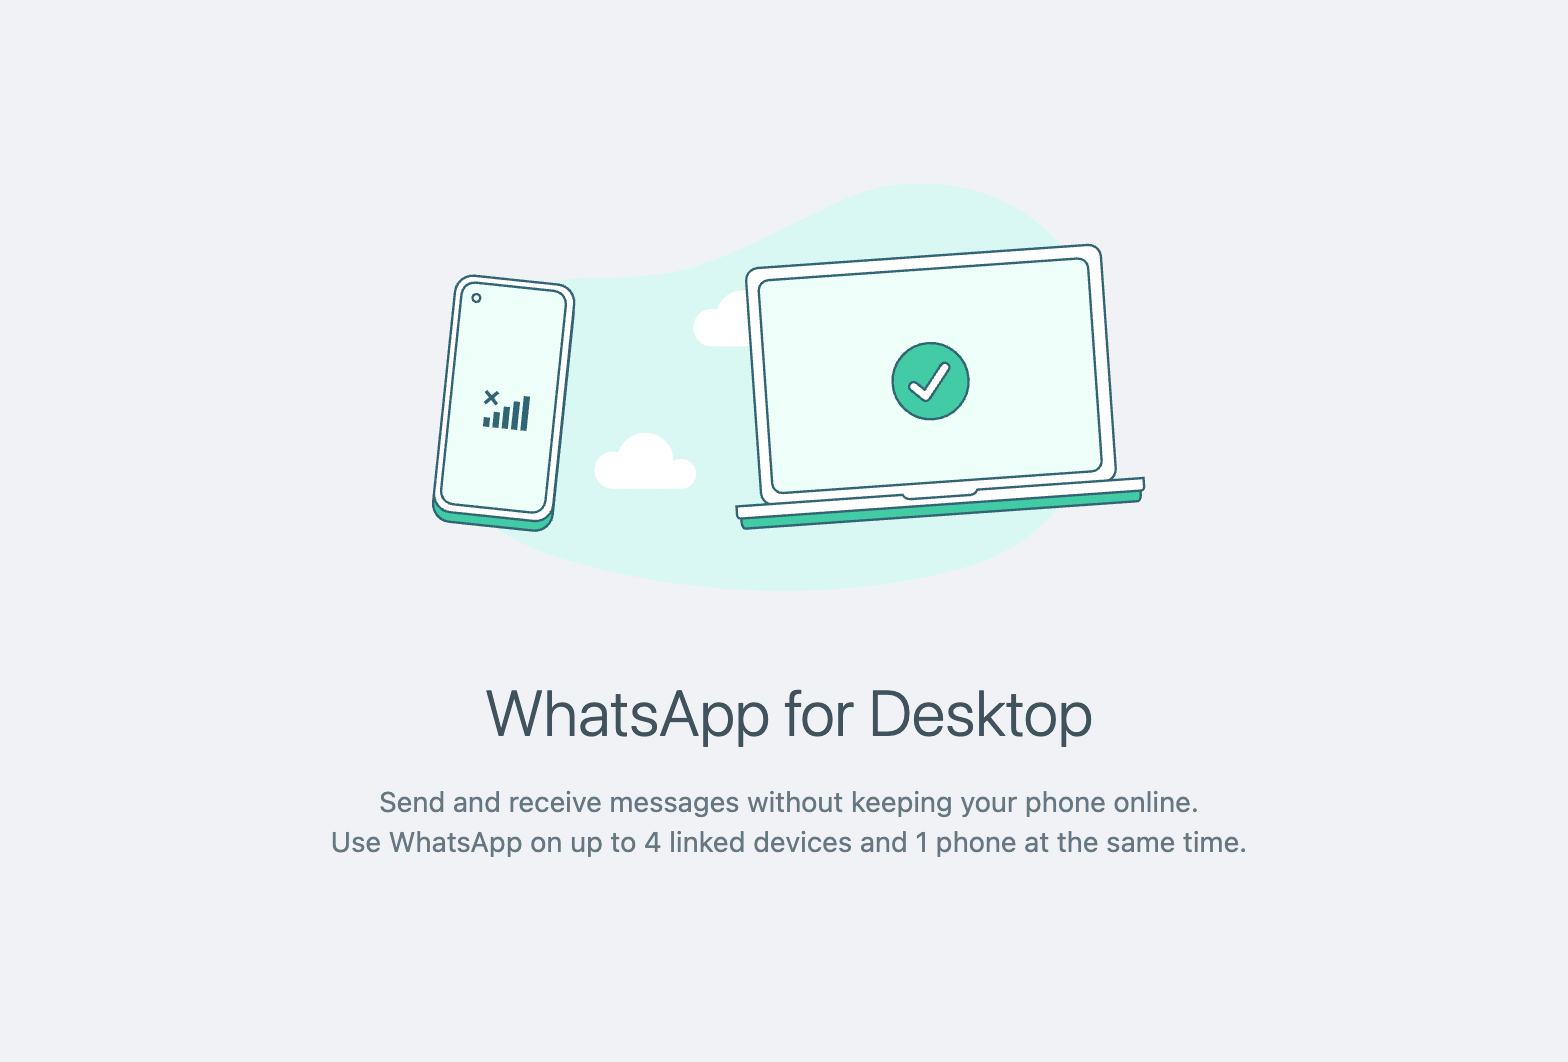 WhatsApp for Desktop
Send and receive messages without keeping your phone online.
Use WhatsApp on up to 4 linked devices and 1 phone at the same time.